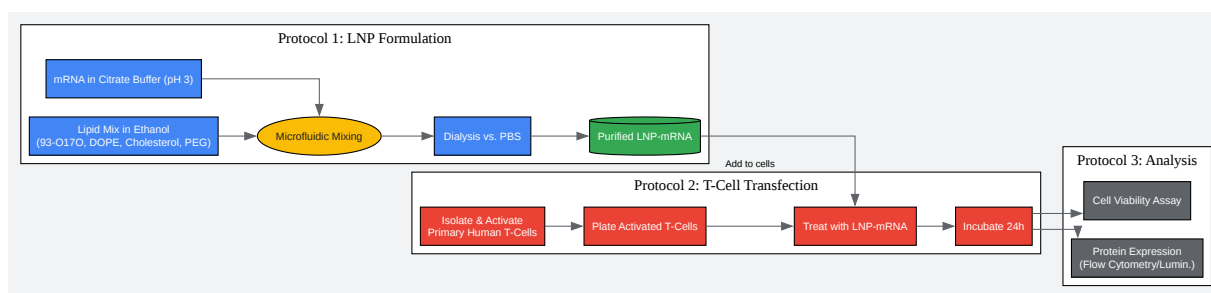 Protocol 1: LNP Formulation
mRNA in Citrate Buffer (pH 3)
Lipid Mix in Ethanol
(93-O17O, DOPE, Cholesterol, PEG)
Microfluidic Mixing
Dialysis vs. PBS
Purified LNP-mRNA
Add to cells
Protocol 2: T-Cell Transfection
Isolate & Activate
Primary Human T-Cells
Plate Activated T-Cells
Treat with LNP-mRNA
Incubate 24h
Protocol 3: Analysis
Cell Viability Assay
Protein Expression
(Flow Cytometry/Lumin.)